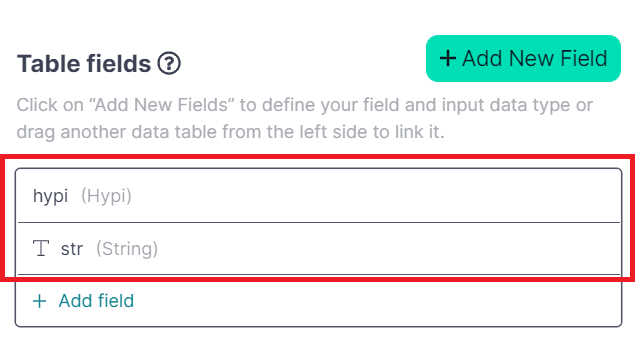 Table fields ?
+ Add New Field
Click on “Add New Fields” to define your field and input data type or
drag another data table from the left side to link it.
hypi (Hypi)
T str (String)
+ Add field